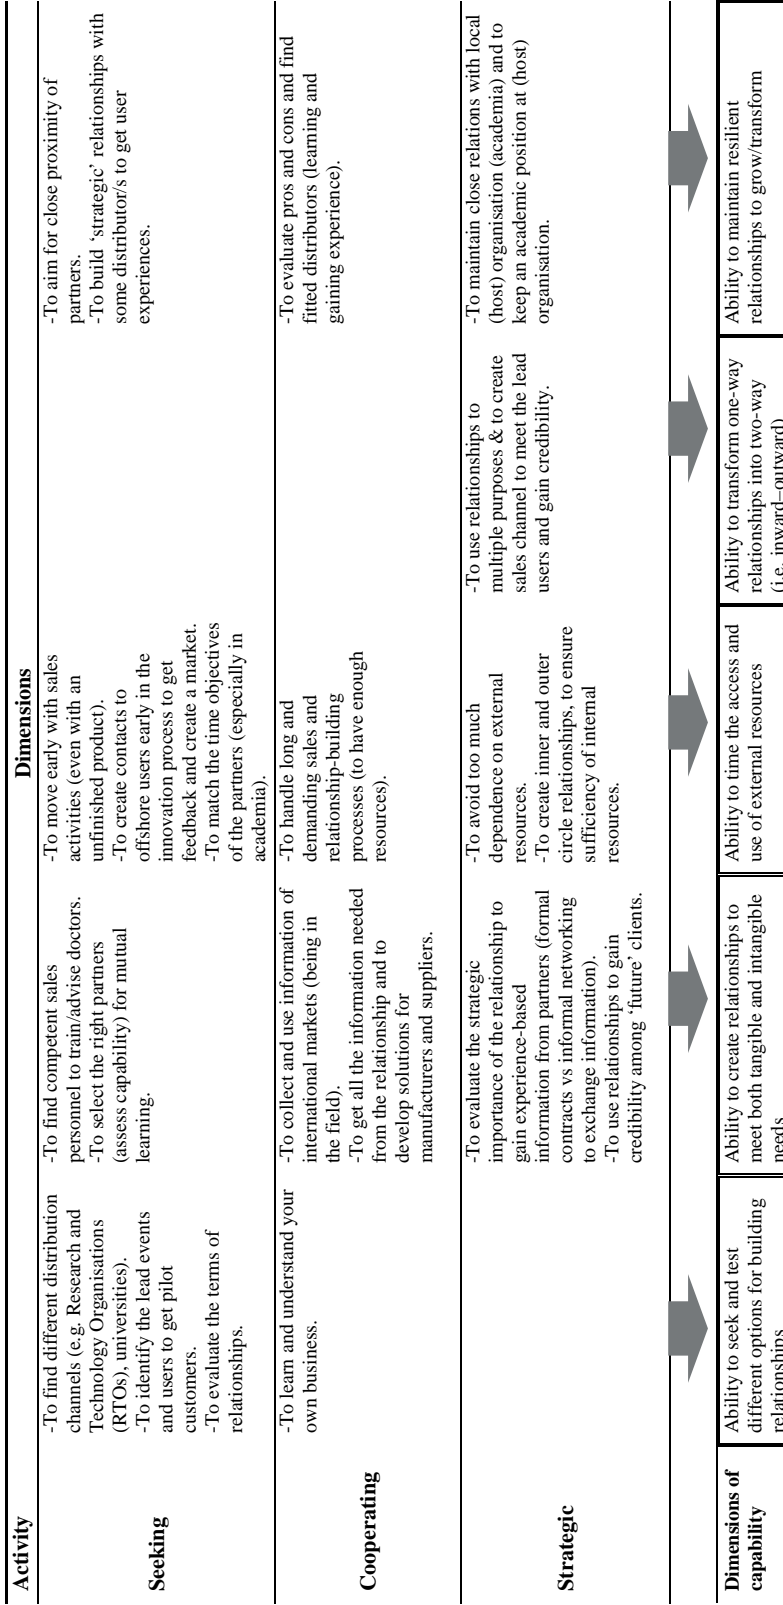 Activity
Dimensions
Seeking
-To find different distribution
channels (e.g. Research and
Technology Organisations
(RTOs), universities).
-To identify the lead events
and users to get pilot
customers.
-To evaluate the terms of
relationships.
-To find competent sales
personnel to train/advise doctors.
-To select the right partners
(assess capability) for mutual
learning.
-To move early with sales
activities (even with an
unfinished product).
-To create contacts to
offshore users early in the
innovation process to get
feedback and create a market.
-To match the time objectives
of the partners (especially in
academia).
-To aim for close proximity of
partners.
-To build ‘strategic’ relationships with
some distributor/s to get user
experiences.
Cooperating
-To learn and understand your
own business.
-To collect and use information of
international markets (being in
the field).
-To get all the information needed
from the relationship and to
develop solutions for
manufacturers and suppliers.
-To handle long and
demanding sales and
relationship-building
processes (to have enough
resources).
-To evaluate pros and cons and find
fitted distributors (learning and
gaining experience).
Strategic
-To evaluate the strategic
importance of the relationship to
gain experience-based
information from partners (formal
contracts vs informal networking
to exchange information).
-To use relationships to gain
credibility among ‘future’ clients.
-To avoid too much
dependence on external
resources.
-To create inner and outer
circle relationships, to ensure
sufficiency of internal
resources.
-To use relationships to
multiple purposes & to create
sales channel to meet the lead
users and gain credibility.
-To maintain close relations with local
(host) organisation (academia) and to
keep an academic position at (host)
organisation.
Dimensions of
capability
Ability to seek and test
different options for building
relationships
Ability to create relationships to
meet both tangible and intangible
needs
Ability to time the access and
use of external resources
Ability to transform one-way
relationships into two-way
(i.e. inward–outward)
Ability to maintain resilient
relationships to grow/transform